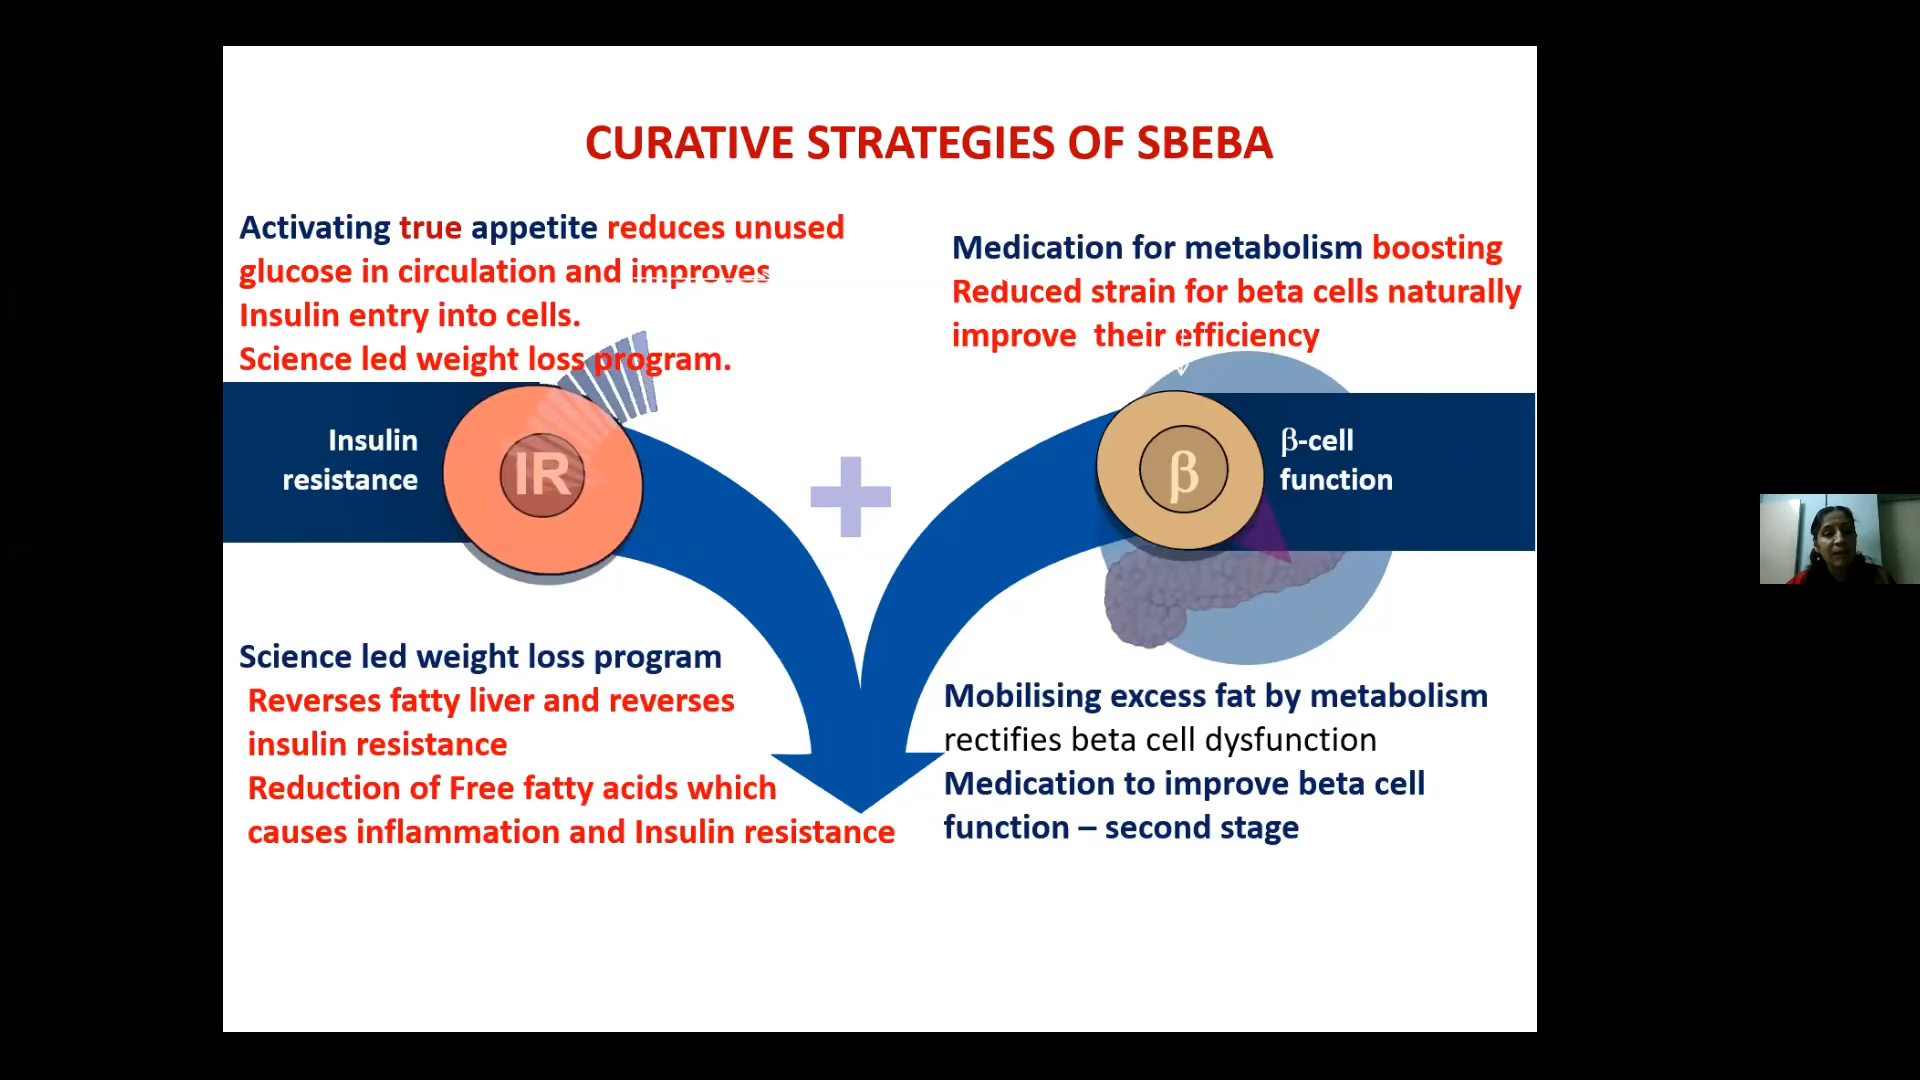 CURATIVE STRATEGIES OF SBEBA
Activating true appetite reduces unused
glucose in circulation and improves
Insulin entry into cells.
Science led weight loss program.
Medication for metabolism boosting
Reduced strain for beta cells naturally
improve  their efficiency
Insulin
resistance
IR
β
β-cell
function
Science led weight loss program
Reverses fatty liver and reverses
insulin resistance
Reduction of Free fatty acids which
causes inflammation and Insulin resistance
Mobilising excess fat by metabolism
rectifies beta cell dysfunction
Medication to improve beta cell
function – second stage